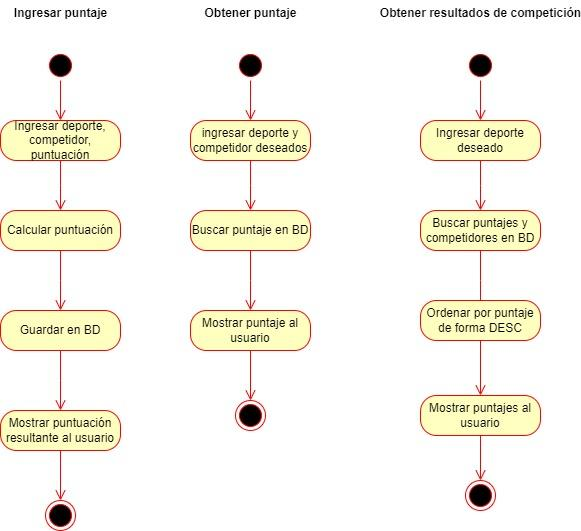 Ingresar puntaje
Ingresar deporte,
competidor,
puntuación
Calcular puntuación
Guardar en BD
Mostrar puntuación
resultante al usuario
Obtener puntaje
ingresar deporte y
competidor deseados
Buscar puntaje en BD
Mostrar puntaje al
usuario
Obtener resultados de competición
Ingresar deporte
deseado
Buscar puntajes y
competidores en BD
Ordenar por puntaje
de forma DESC
Mostrar puntajes al
usuario